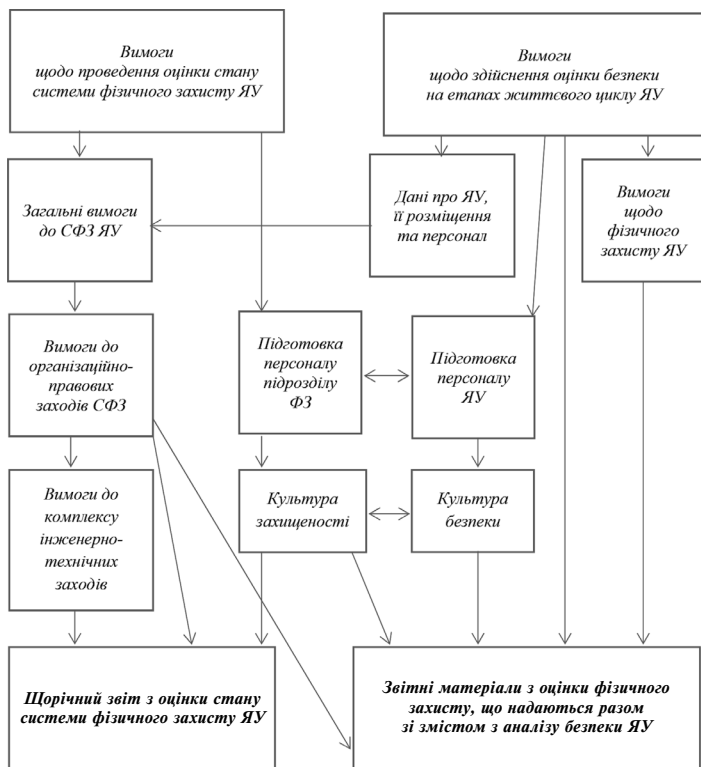 Вимоги
щодо проведення оцінки стану
системи фізичного захисту ЯУ
Вимоги
щодо здійснення оцінки безпеки
на етапах життєвого циклу ЯУ
Загальні вимоги
до СФЗ ЯУ
Дані про ЯУ,
її розміщення
та персонал
Вимоги
щодо
фізичного
захисту ЯУ
Вимоги до
організаційно-
правових
заходів СФЗ
Підготовка
персоналу
підрозділу
ФЗ
Підготовка
персоналу
ЯУ
Вимоги до
комплексу
інженерно-
технічних
заходів
Культура
захищеності
Культура
безпеки
Щорічний звіт з оцінки стану
системи фізичного захисту ЯУ
Звітні матеріали з оцінки фізичного
захисту, що надаються разом
зі змістом з аналізу безпеки ЯУ